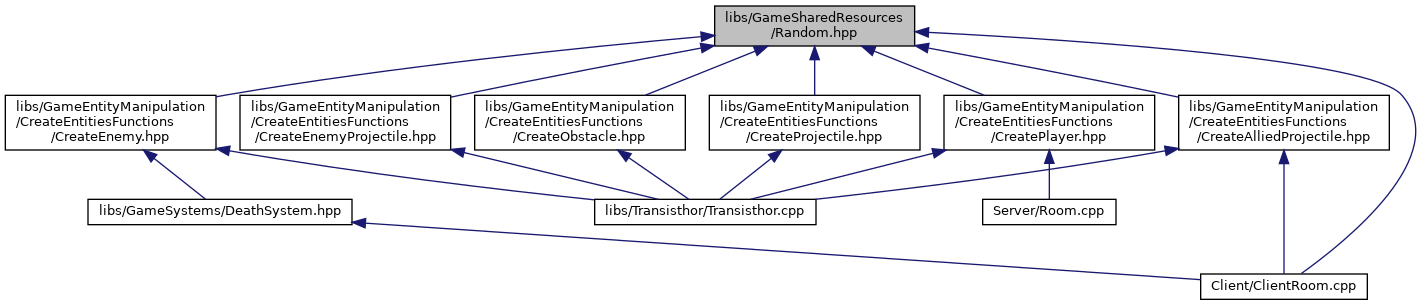 libs/GameSharedResources
/Random.hpp
libs/GameEntityManipulation
/CreateEntitiesFunctions
/CreateEnemy.hpp
libs/GameEntityManipulation
/CreateEntitiesFunctions
/CreateEnemyProjectile.hpp
libs/GameEntityManipulation
/CreateEntitiesFunctions
/CreateObstacle.hpp
libs/GameEntityManipulation
/CreateEntitiesFunctions
/CreateProjectile.hpp
libs/GameEntityManipulation
/CreateEntitiesFunctions
/CreatePlayer.hpp
libs/GameEntityManipulation
/CreateEntitiesFunctions
/CreateAlliedProjectile.hpp
libs/GameSystems/DeathSystem.hpp
libs/Transisthor/Transisthor.cpp
Server/Room.cpp
Client/ClientRoom.cpp